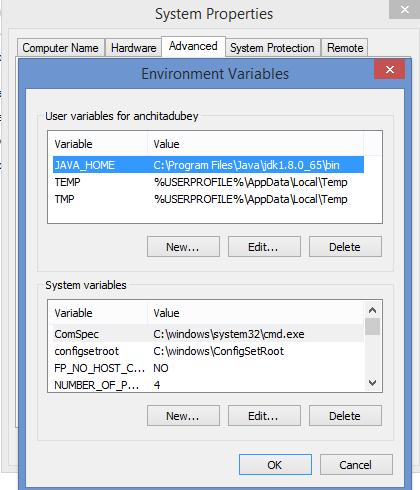 System Properties
Computer Name Hardware Advanced System Protection Remote
Environment Variables
User variables for anchitadubey
Variable Value
JAVA_HOME C:\Program Files\Java\jdk1.8.0_65\bin
TEMP %USERPROFILE%\AppData\Local\Temp
TMP %USERPROFILE%\AppData\Local\Temp
New... Edit... Delete
System variables
Variable Value
ComSpec C:\windows\system32\cmd.exe
configsetroot C:\windows\ConfigSetRoot
FP_NO_HOST_C... NO
NUMBER_OF_P... 4
New... Edit... Delete
OK Cancel